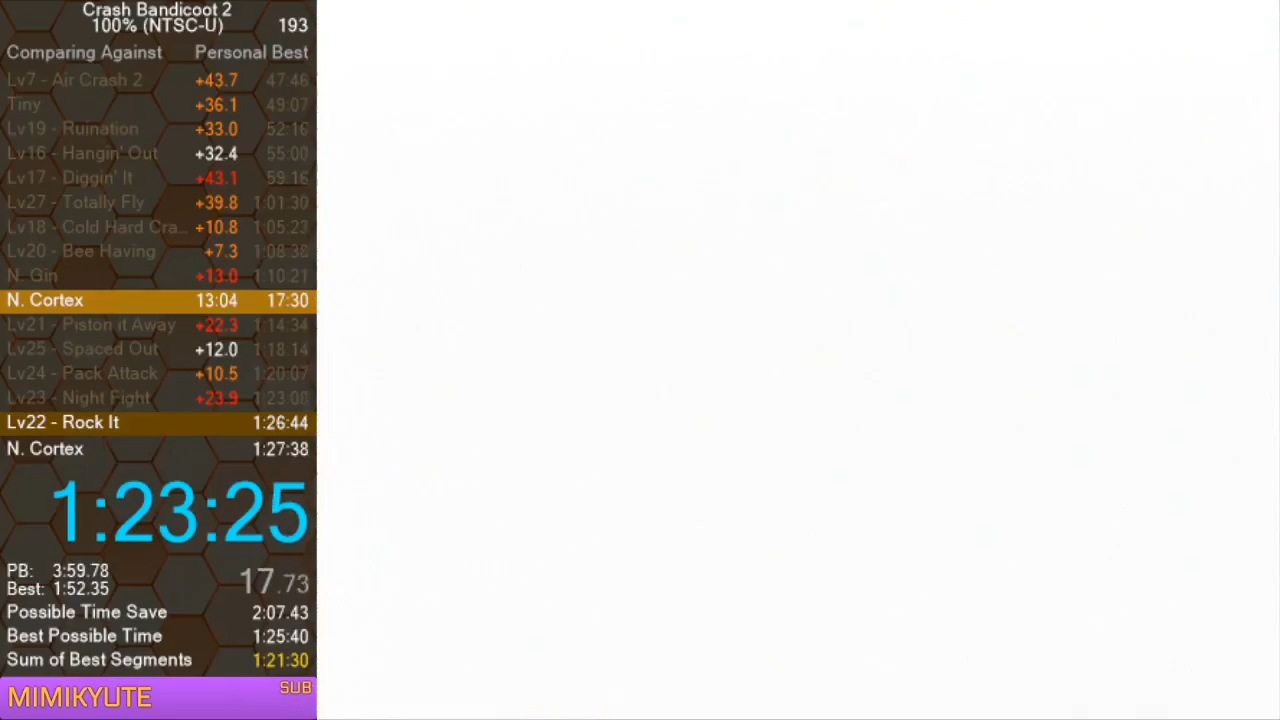 Crash Bandicoot 2
100% (NTSC-U) 193
Comparing Against Personal Best
Lv7 - Air Crash 2 +43.7 47:46
Tiny +36.1 49:07
Lv19 - Ruination +33.0 52:16
Lv16 - Hangin' Out +32.4 55:00
Lv17 - Diggin' It +43.1 59:16
Lv27 - Totally Fly +39.8 1:01:30
Lv18 - Cold Hard Cra... +10.8 1:05:23
Lv20 - Bee Having +7.3 1:08:38
N. Gin +13.0 1:10:21
N. Cortex 13:04 17:30
Lv21 - Piston it Away +22.3 1:14:34
Lv25 - Spaced Out +12.0 1:18:14
Lv24 - Pack Attack +10.5 1:20:07
Lv23 - Night Fight +23.9 1:23:08
Lv22 - Rock It 1:26:44
N. Cortex 1:27:38
1:23:25
PB: 3:59.78
Best: 1:52.35 17.73
Possible Time Save 2:07.43
Best Possible Time 1:25:40
Sum of Best Segments 1:21:30
MIMIKYUTE SUB